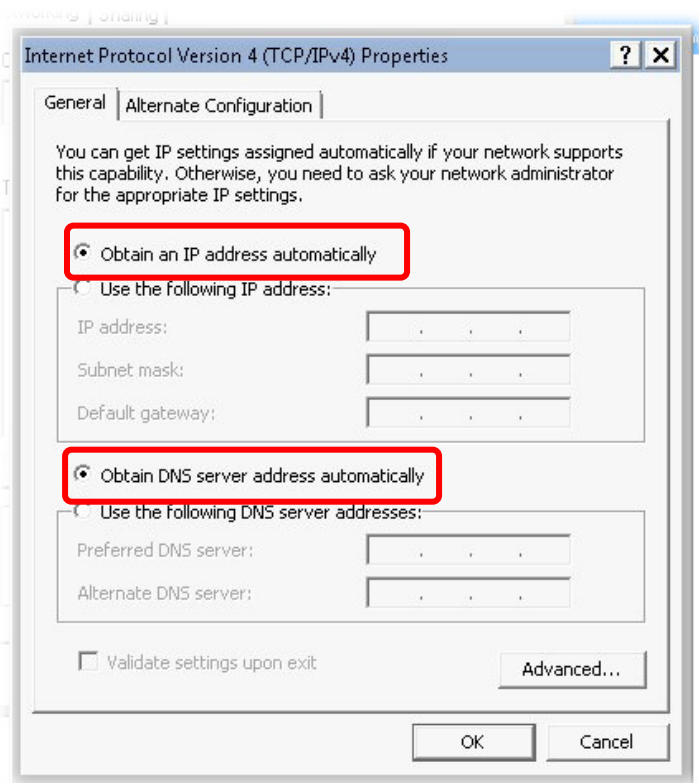 Sharing
Internet Protocol Version 4 (TCP/IPv4) Properties
General
Alternate Configuration
You can get IP settings assigned automatically if your network supports
this capability. Otherwise, you need to ask your network administrator
for the appropriate IP settings.
Obtain an IP address automatically
Use the following IP address:
IP address:
Subnet mask:
Default gateway:
Obtain DNS server address automatically
Use the following DNS server addresses:
Preferred DNS server:
Alternate DNS server:
Validate settings upon exit
Advanced...
OK
Cancel